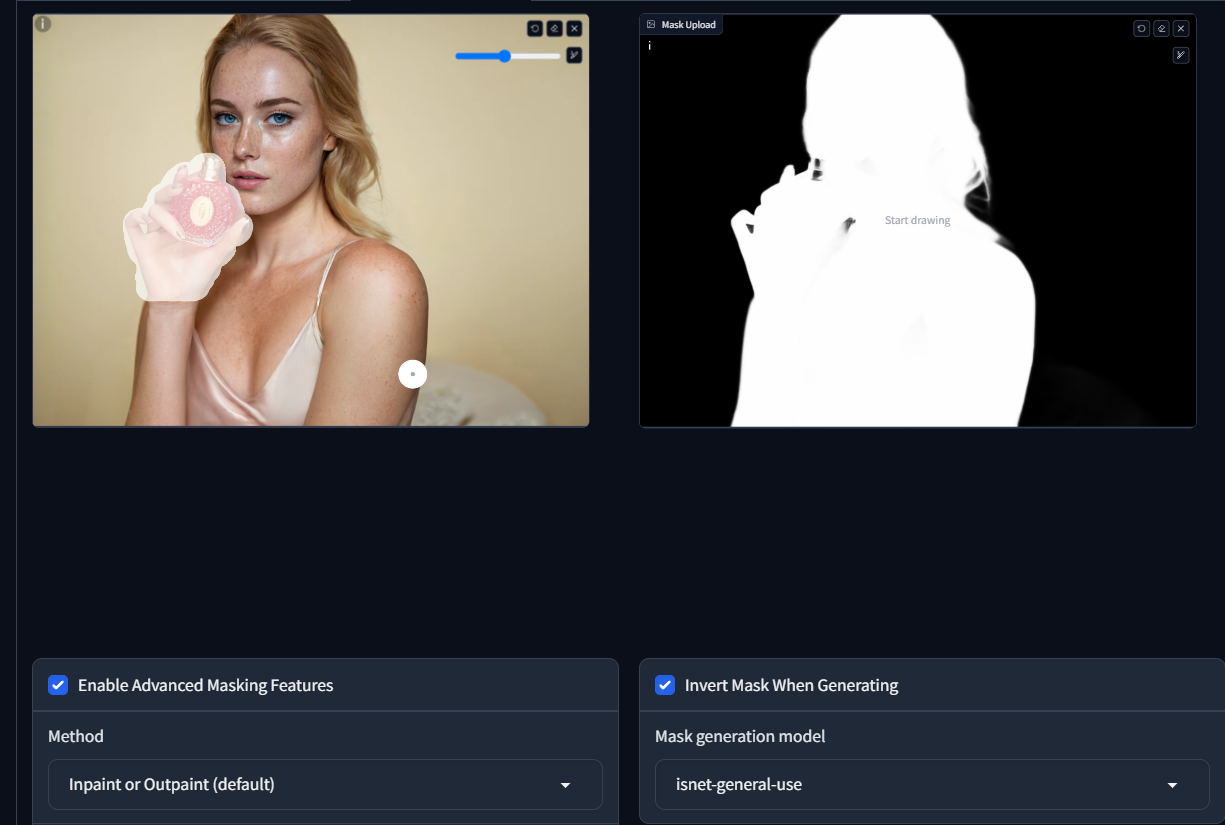 i
Mask Upload
i
Start drawing
Enable Advanced Masking Features
Invert Mask When Generating
Method
Mask generation model
Inpaint or Outpaint (default)
isnet-general-use